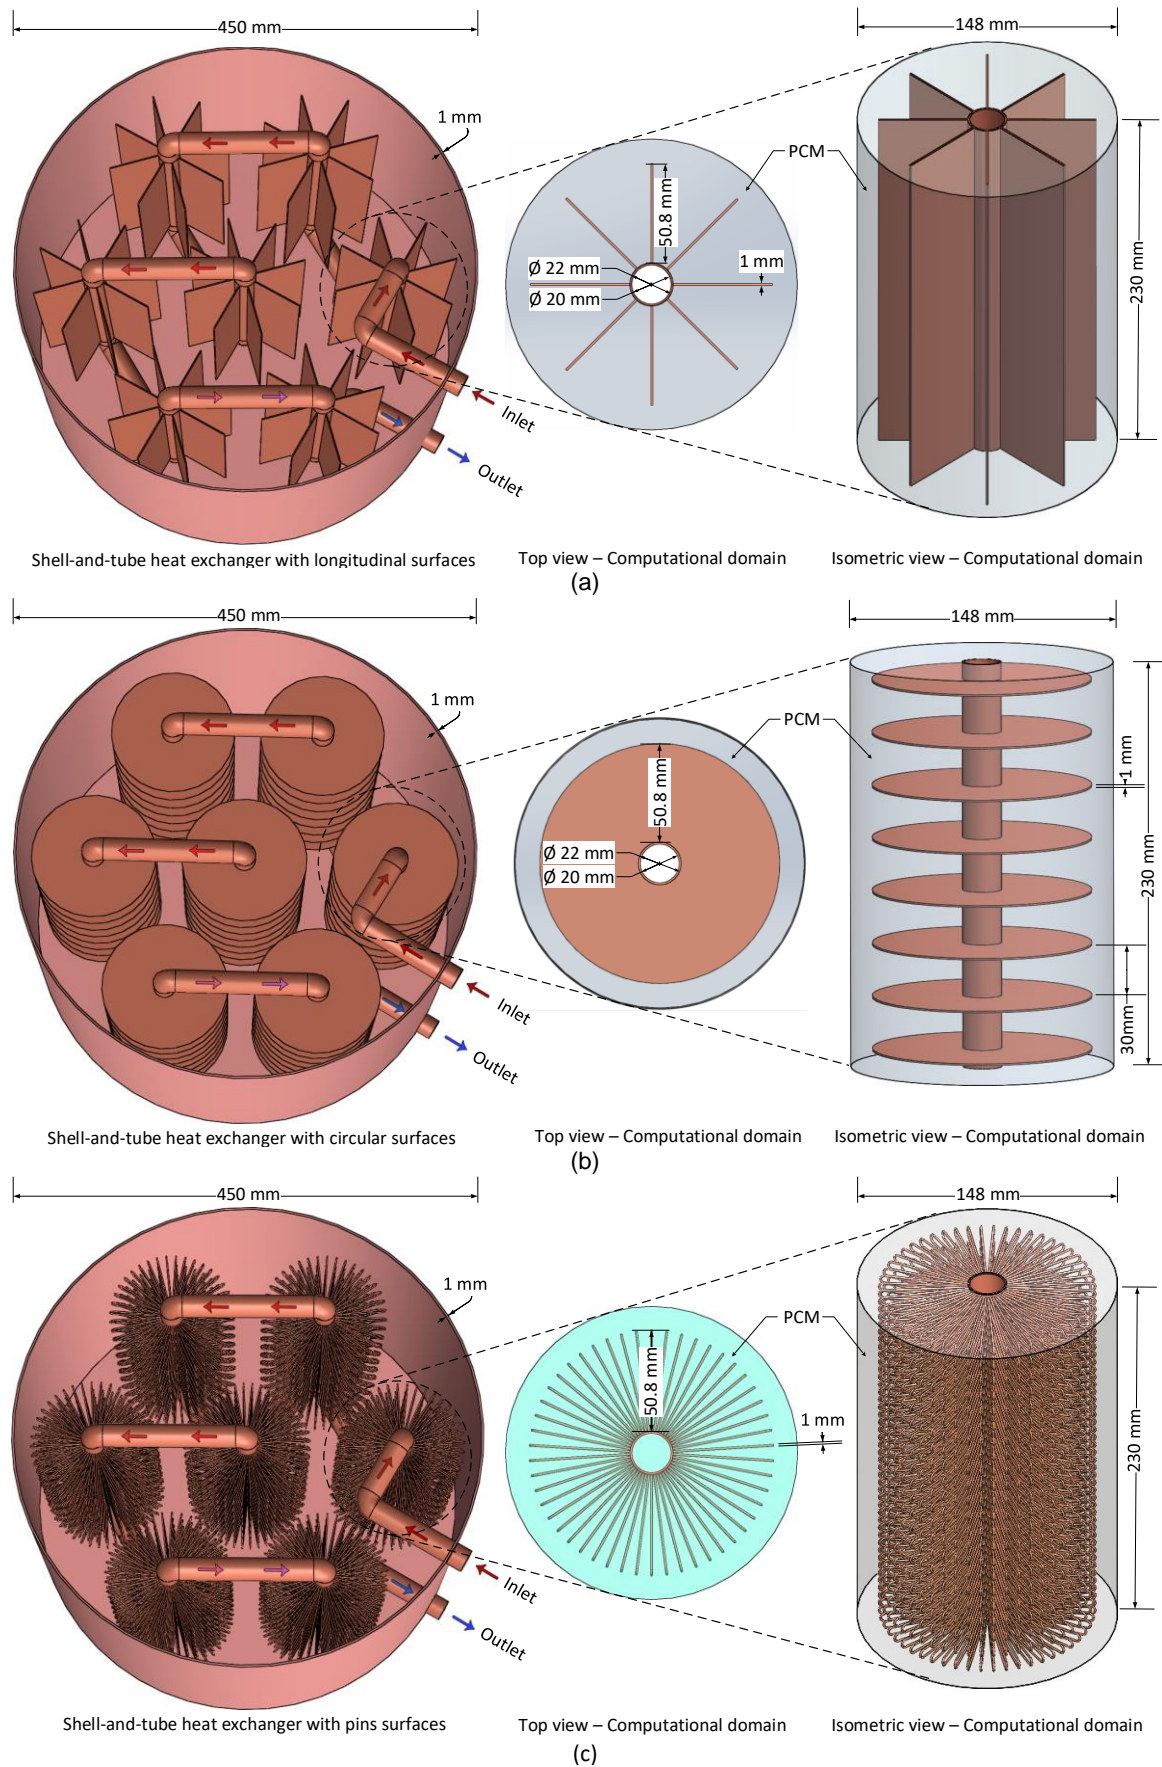 450 mm
148 mm
1 mm
PCM
50.8 mm
Ø 22 mm
1 mm
Ø 20 mm
230 mm
Inlet
Outlet
Shell-and-tube heat exchanger with longitudinal surfaces
Top view – Computational domain
Isometric view – Computational domain
(a)
450 mm
148 mm
1 mm
PCM
50.8 mm
1 mm
Ø 22 mm
Ø 20 mm
230 mm
30mm
Inlet
Outlet
Shell-and-tube heat exchanger with circular surfaces
Top view – Computational domain
Isometric view – Computational domain
(b)
450 mm
148 mm
1 mm
PCM
50.8 mm
1 mm
230 mm
Inlet
Outlet
Shell-and-tube heat exchanger with pins surfaces
Top view – Computational domain
Isometric view – Computational domain
(c)